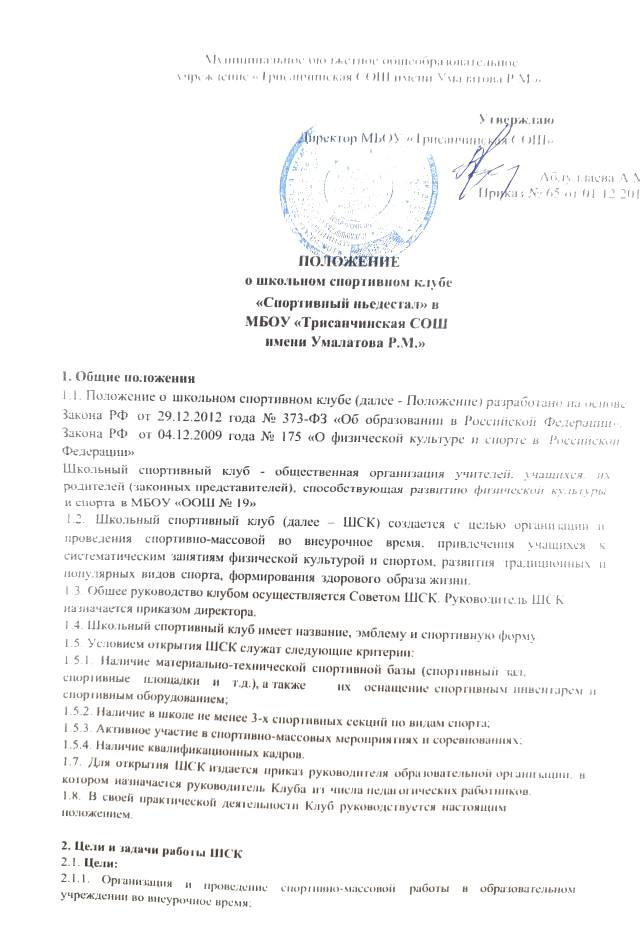 Муниципальное бюджетное общеобразовательное
учреждение «Трисанчинская СОШ имени Умалатова Р.М.»
Утверждаю
Директор МБОУ «Трисанчинская СОШ»
Абдуллаева А.М
Приказ № 65 от 01.12.201
ПОЛОЖЕНИЕ
о школьном спортивном клубе
«Спортивный пьедестал» в
МБОУ «Трисанчинская СОШ
имени Умалатова Р.М.»
1. Общие положения
1.1. Положение о школьном спортивном клубе (далее - Положение) разработано на основе
Закона РФ от 29.12.2012 года № 373-ФЗ «Об образовании в Российской Федерации»,
Закона РФ от 04.12.2009 года № 175 «О физической культуре и спорте в Российской
Федерации»
Школьный спортивный клуб - общественная организация учителей, учащихся, их
родителей (законных представителей), способствующая развитию физической культуры
и спорта в МБОУ «ООШ № 19»
1.2. Школьный спортивный клуб (далее – ШСК) создается с целью организации и
проведения спортивно-массовой во внеурочное время, привлечения учащихся к
систематическим занятиям физической культурой и спортом, развития традиционных и
популярных видов спорта, формирования здорового образа жизни.
1.3. Общее руководство клубом осуществляется Советом ШСК. Руководитель ШСК
назначается приказом директора.
1.4. Школьный спортивный клуб имеет название, эмблему и спортивную форму
1.5. Условием открытия ШСК служат следующие критерии:
1.5.1. Наличие материально-технической спортивной базы (спортивный зал,
спортивные площадки и т.д.), а также их оснащение спортивным инвентарем и
спортивным оборудованием;
1.5.2. Наличие в школе не менее 3-х спортивных секций по видам спорта;
1.5.3. Активное участие в спортивно-массовых мероприятиях и соревнованиях;
1.5.4. Наличие квалификационных кадров.
1.7. Для открытия ШСК издается приказ руководителя образовательной организации, в
котором назначается руководитель Клуба из числа педагогических работников.
1.8. В своей практической деятельности Клуб руководствуется настоящим
положением.
2. Цели и задачи работы ШСК
2.1. Цели:
2.1.1. Организация и проведение спортивно-массовой работы в образовательном
учреждении во внеурочное время;